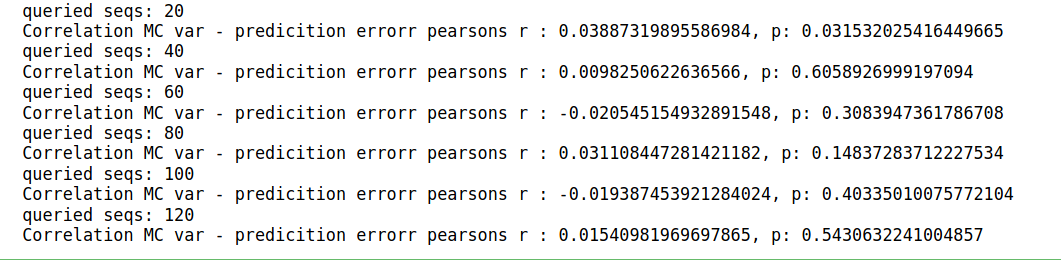 queried seqs: 20
Correlation MC var - predicition errorr pearsons r : 0.03887319895586984, p: 0.031532025416449665
queried seqs: 40
Correlation MC var - predicition errorr pearsons r : 0.0098250622636566, p: 0.6058926999197094
queried seqs: 60
Correlation MC var - predicition errorr pearsons r : -0.020545154932891548, p: 0.3083947361786708
queried seqs: 80
Correlation MC var - predicition errorr pearsons r : 0.031108447281421182, p: 0.14837283712227534
queried seqs: 100
Correlation MC var - predicition errorr pearsons r : -0.019387453921284024, p: 0.40335010075772104
queried seqs: 120
Correlation MC var - predicition errorr pearsons r : 0.01540981969697865, p: 0.5430632241004857